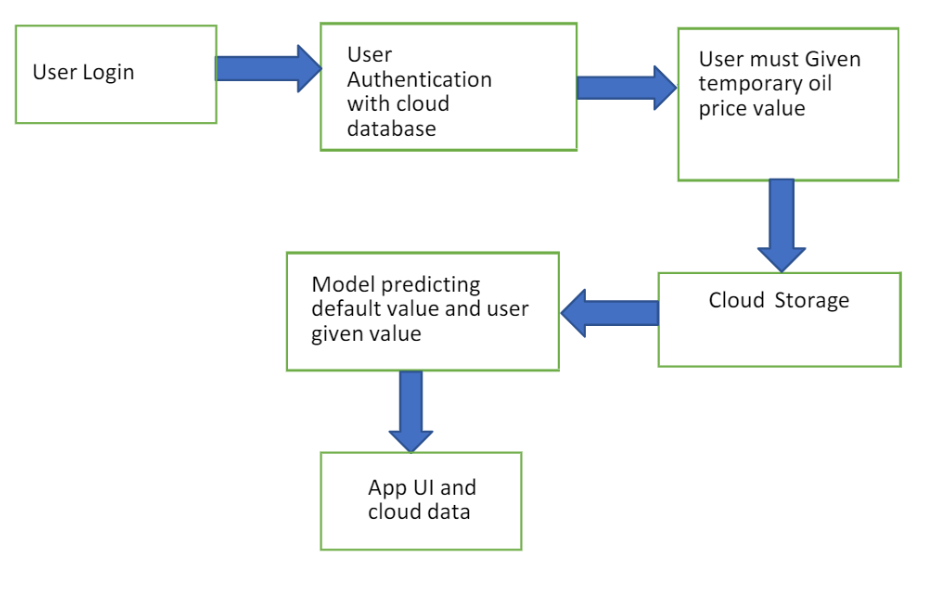 User Login
User
Authentication
with cloud
database
User must Given
temporary oil
price value
Cloud Storage
Model predicting
default value and user
given value
App UI and
cloud data